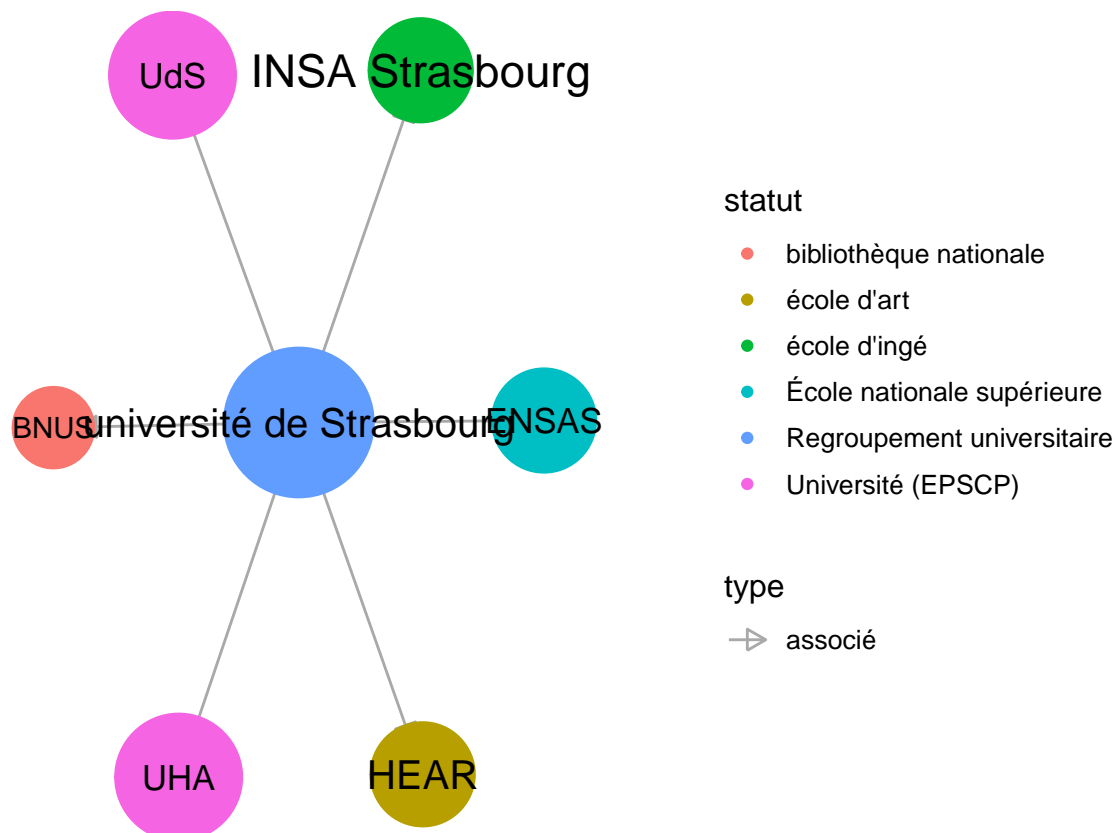 UdS
INSA Strasbourg
BNUS
université de Strasbourg
ENSAS
UHA
HEAR
statut
bibliothèque nationale
école d'art
école d'ingé
École nationale supérieure
Regroupement universitaire
Université (EPSCP)
type
associé